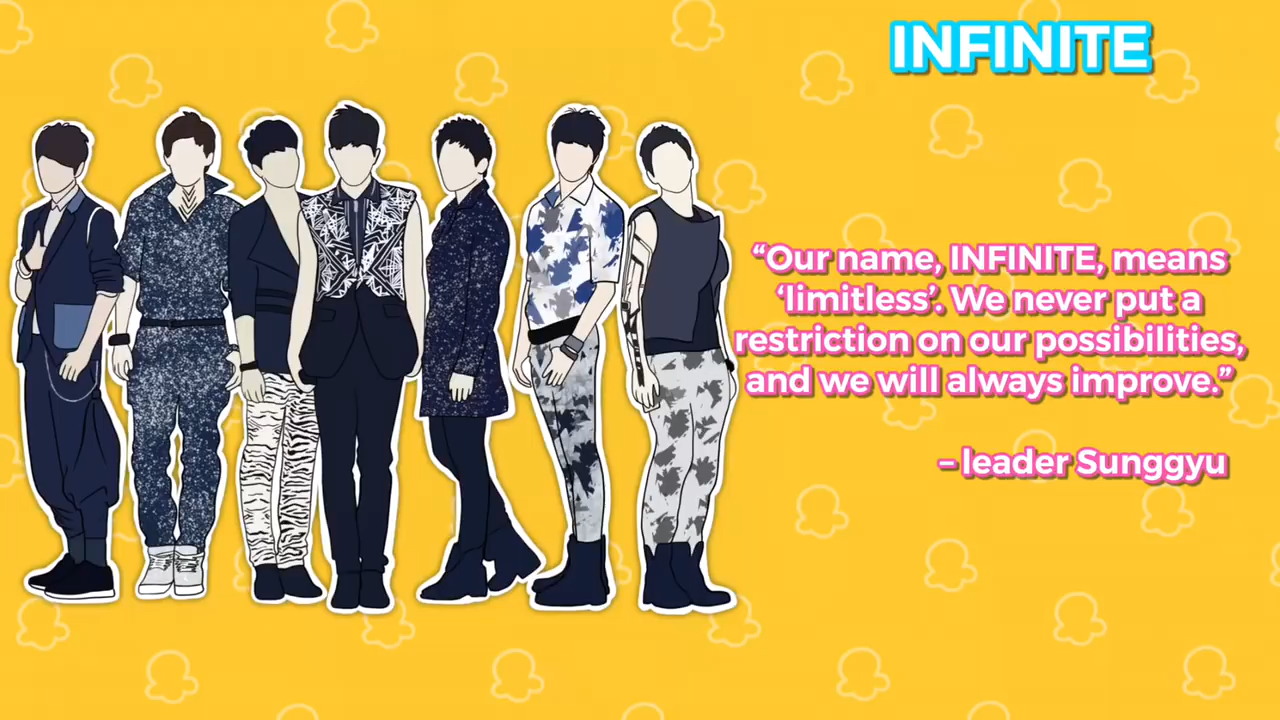 INFINITE
“Our name, INFINITE, means
‘limitless’. We never put a
restriction on our possibilities,
and we will always improve.”
– leader Sunggyu